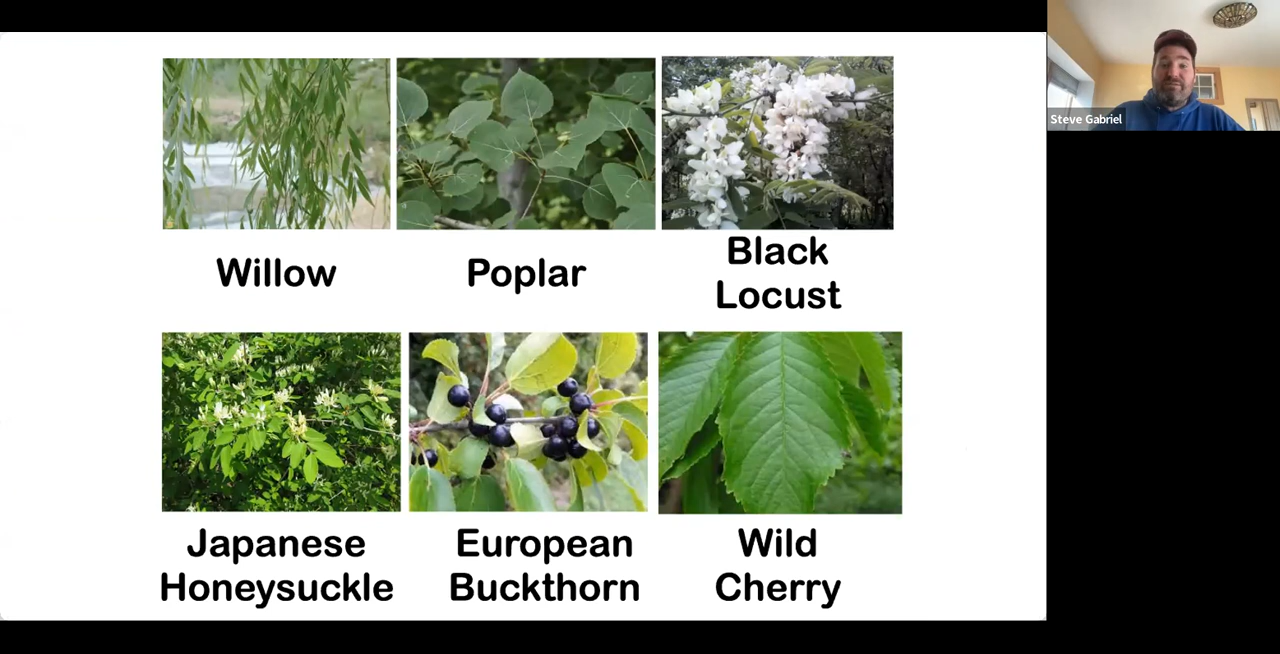 Steve Gabriel
Willow
Poplar
Black
Locust
Japanese
Honeysuckle
European
Buckthorn
Wild
Cherry